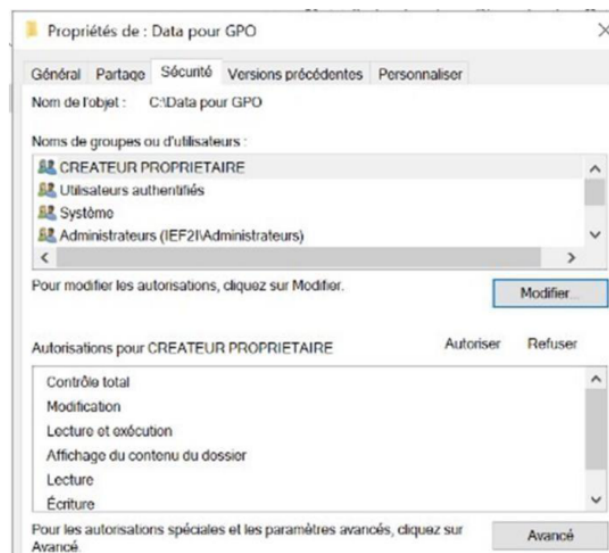 Propriétés de : Data pour GPO
Général Partage Sécurité Versions précédentes Personnaliser
Nom de l'objet : C:\Data pour GPO
Noms de groupes ou d'utilisateurs :
CREATEUR PROPRIETAIRE
Utilisateurs authentifiés
Système
Administrateurs (IEF2I\Administrateurs)
Pour modifier les autorisations, cliquez sur Modifier.
Modifier...
Autorisations pour CREATEUR PROPRIETAIRE Autoriser Refuser
Contrôle total
Modification
Lecture et exécution
Affichage du contenu du dossier
Lecture
Écriture
Pour les autorisations spéciales et les paramètres avancés, cliquez sur
Avancé.
Avancé